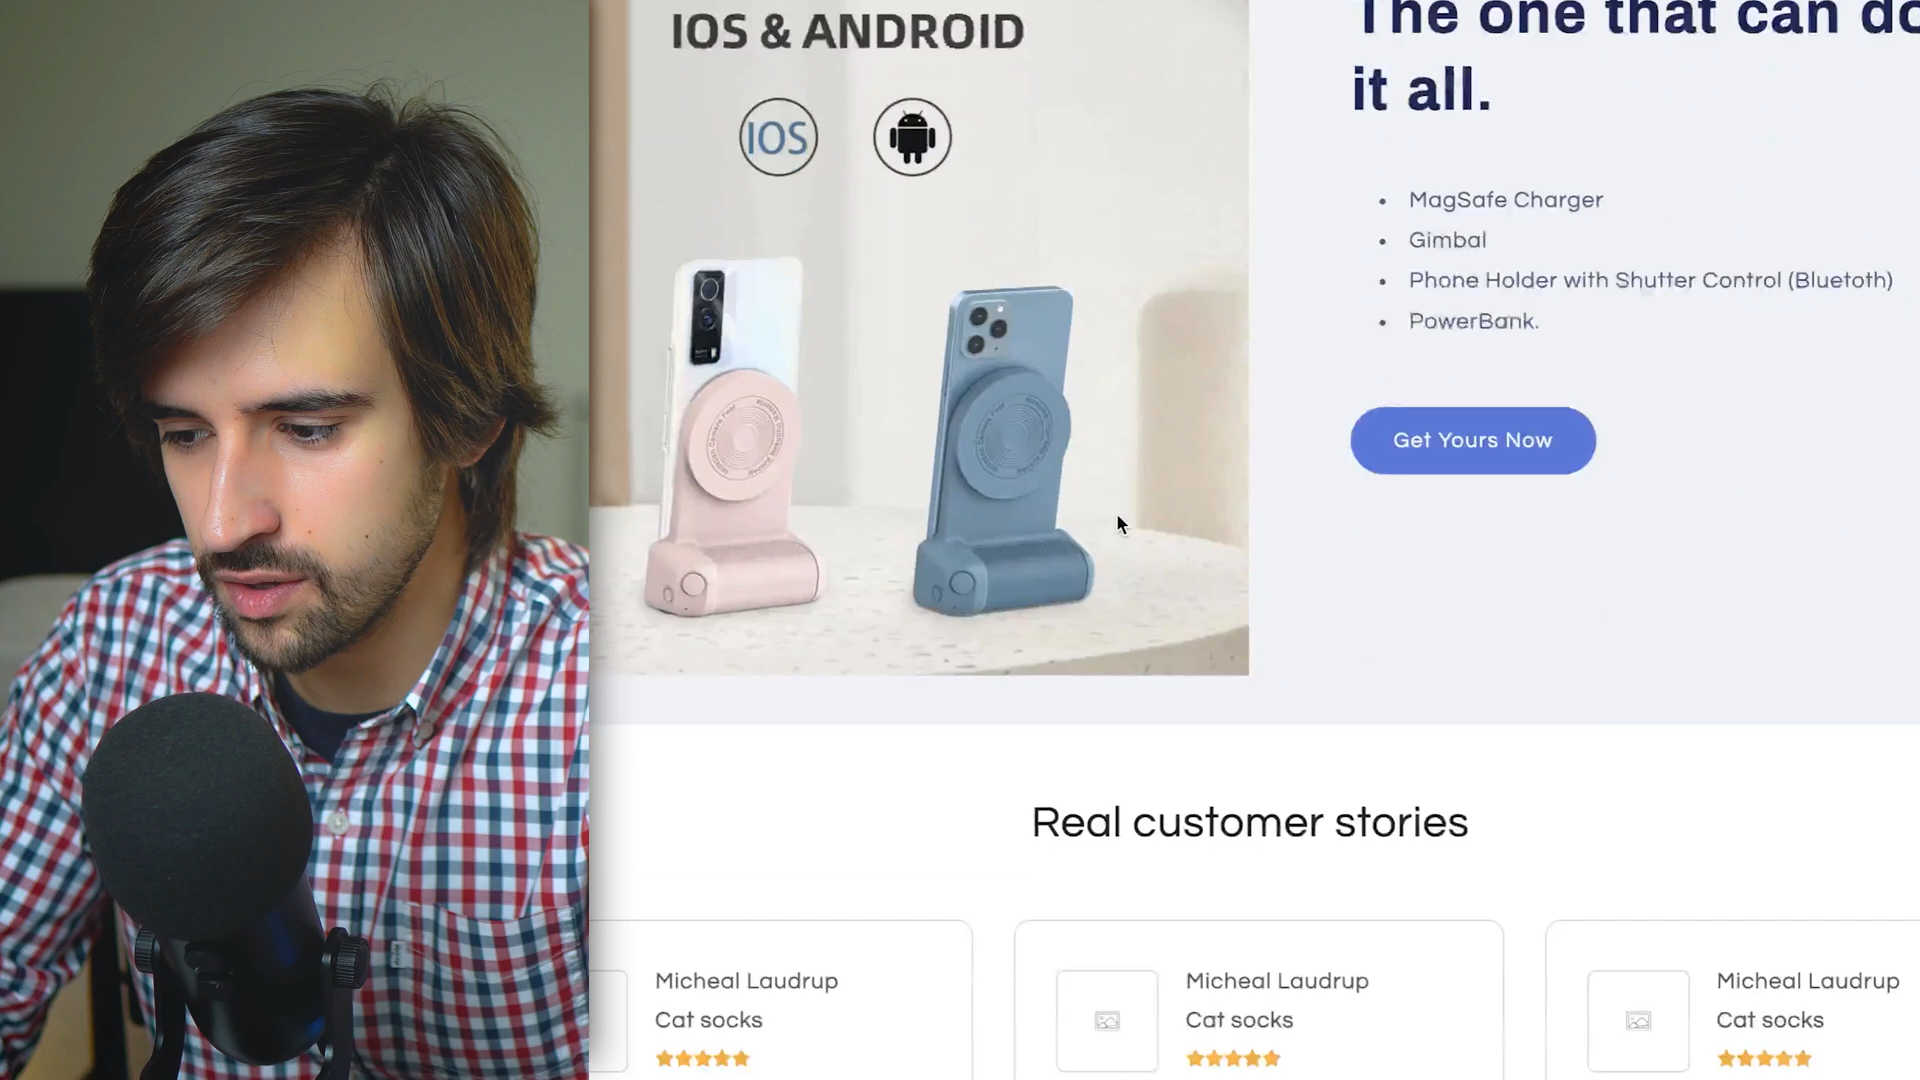 IOS & ANDROID
IOS
The one that can do
it all.
MagSafe Charger
Gimbal
Phone Holder with Shutter Control (Bluetoth)
PowerBank.
Get Yours Now
Real customer stories
Micheal Laudrup
Cat socks
Micheal Laudrup
Cat socks
Micheal Laudrup
Cat socks